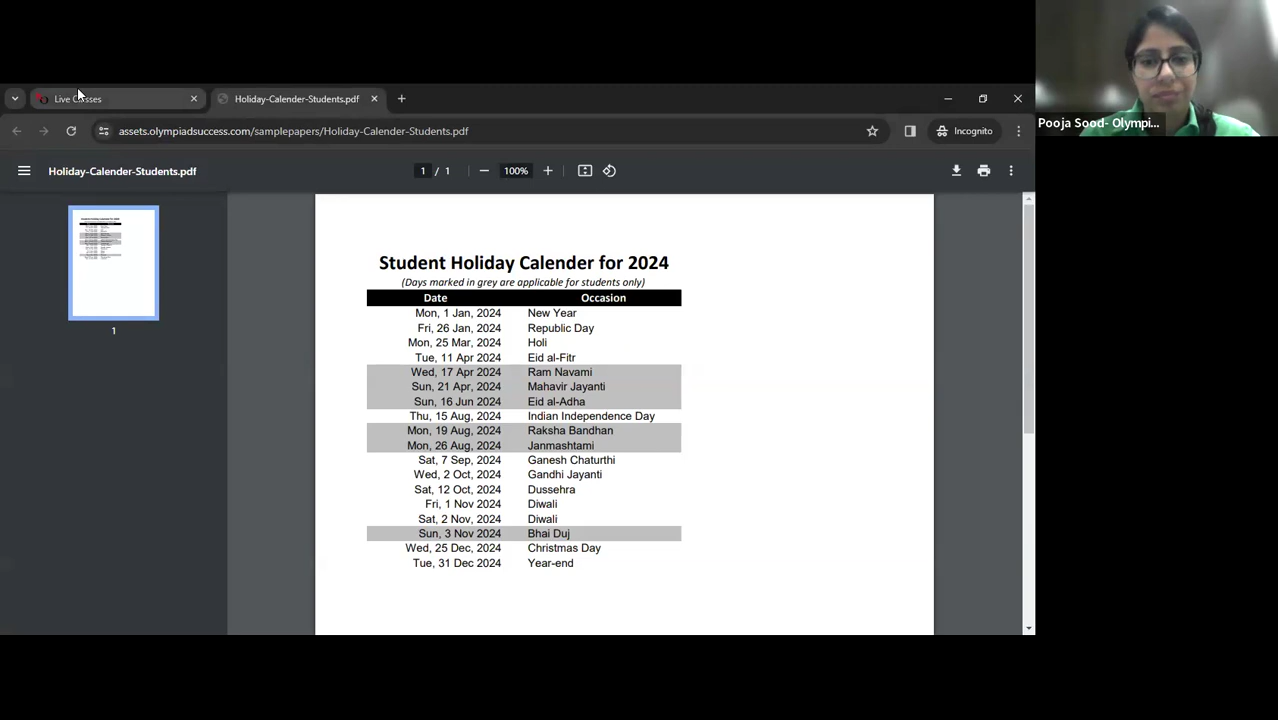 Live Classes
Holiday-Calender-Students.pdf
assets.olympiadsuccess.com/samplepapers/Holiday-Calender-Students.pdf
Incognito
Pooja Sood- Olympi...
Holiday-Calender-Students.pdf
1 / 1
100%
1
Student Holiday Calender for 2024
(Days marked in grey are applicable for students only)
Date Occasion
Mon, 1 Jan, 2024 New Year
Fri, 26 Jan, 2024 Republic Day
Mon, 25 Mar, 2024 Holi
Tue, 11 Apr 2024 Eid al-Fitr
Wed, 17 Apr 2024 Ram Navami
Sun, 21 Apr, 2024 Mahavir Jayanti
Sun, 16 Jun 2024 Eid al-Adha
Thu, 15 Aug, 2024 Indian Independence Day
Mon, 19 Aug, 2024 Raksha Bandhan
Mon, 26 Aug, 2024 Janmashtami
Sat, 7 Sep, 2024 Ganesh Chaturthi
Wed, 2 Oct, 2024 Gandhi Jayanti
Sat, 12 Oct, 2024 Dussehra
Fri, 1 Nov 2024 Diwali
Sat, 2 Nov, 2024 Diwali
Sun, 3 Nov 2024 Bhai Duj
Wed, 25 Dec, 2024 Christmas Day
Tue, 31 Dec 2024 Year-end